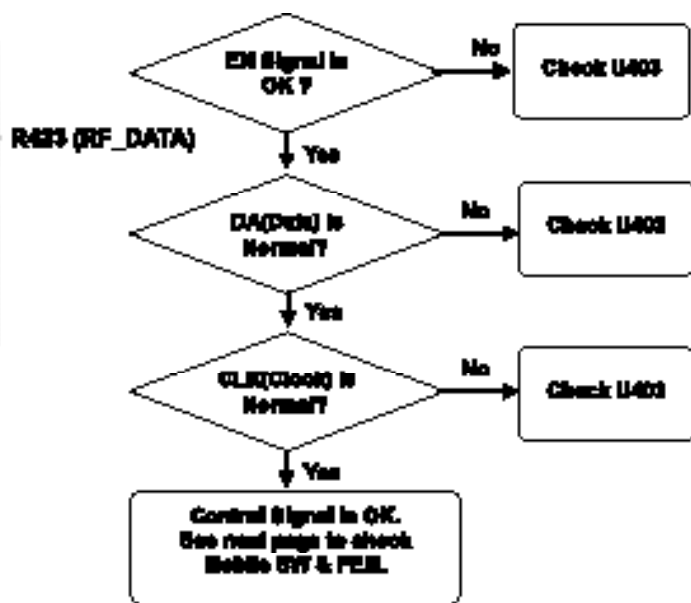 EN Signal is
OK ?
No
Check U403
R423 (RF_DATA)
Yes
DA(Data) is
Normal?
No
Check U403
Yes
CLK(Clock) is
Normal?
No
Check U403
Yes
Control Signal is OK.
See next page to check
Mobile & FEM.